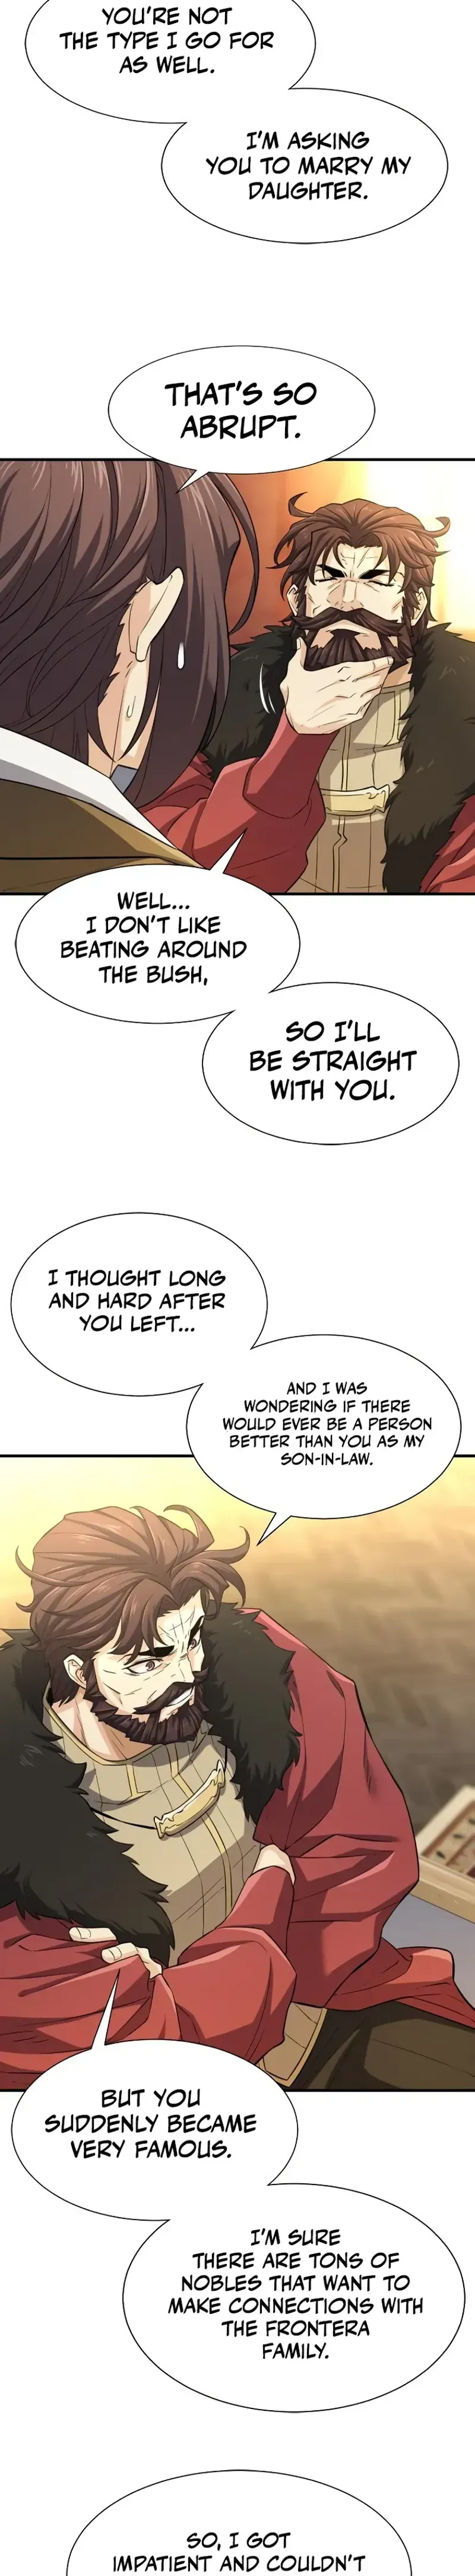 YOU'RE NOT
THE TYPE I GO FOR
AS WELL.
I'M ASKING
YOU TO MARRY MY
DAUGHTER.
THAT'S SO
ABRUPT.
WELL...
I DON'T LIKE
BEATING AROUND
THE BUSH,
SO I'LL
BE STRAIGHT
WITH YOU.
I THOUGHT LONG
AND HARD AFTER
YOU LEFT...
AND I WAS
WONDERING IF THERE
WOULD EVER BE A PERSON
BETTER THAN YOU AS MY
SON-IN-LAW.
BUT YOU
SUDDENLY BECAME
VERY FAMOUS.
I'M SURE
THERE ARE TONS OF
NOBLES THAT WANT TO
MAKE CONNECTIONS WITH
THE FRONTERA
FAMILY.
SO, I GOT
IMPATIENT AND COULDN'T